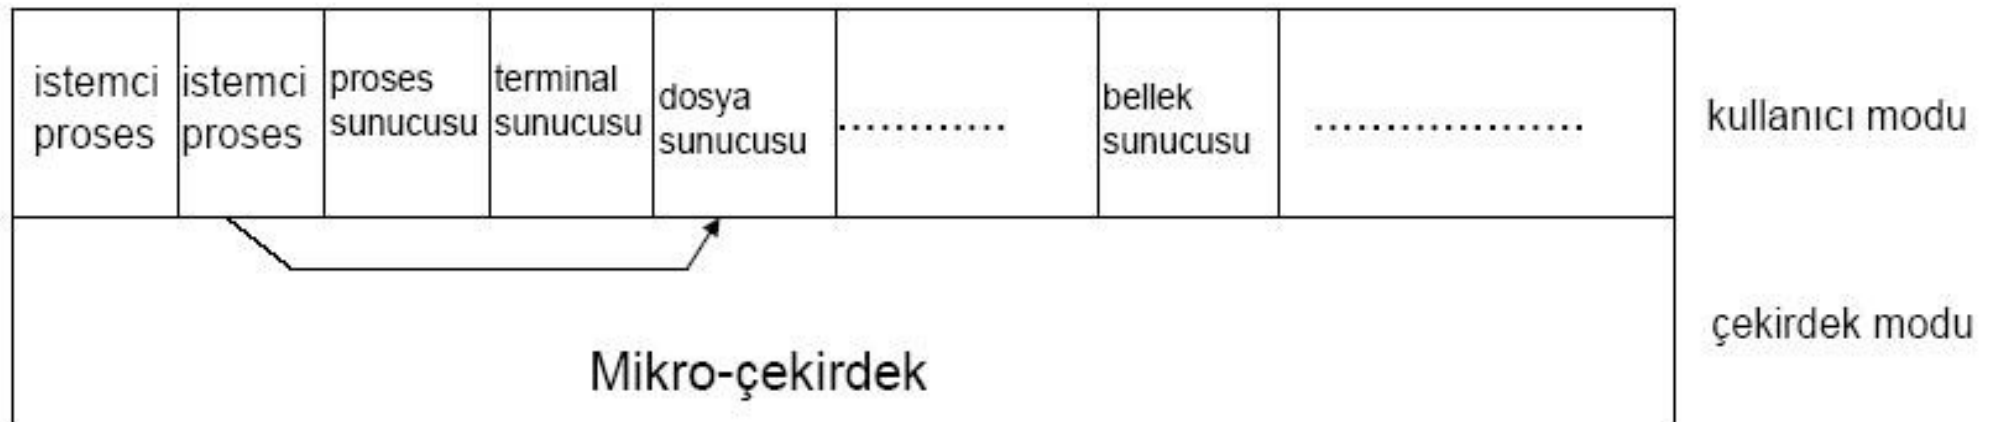 istemci
proses
istemci
proses
proses
sunucusu
terminal
sunucusu
dosya
sunucusu
............
bellek
sunucusu
...................
kullanıcı modu
Mikro-çekirdek
çekirdek modu